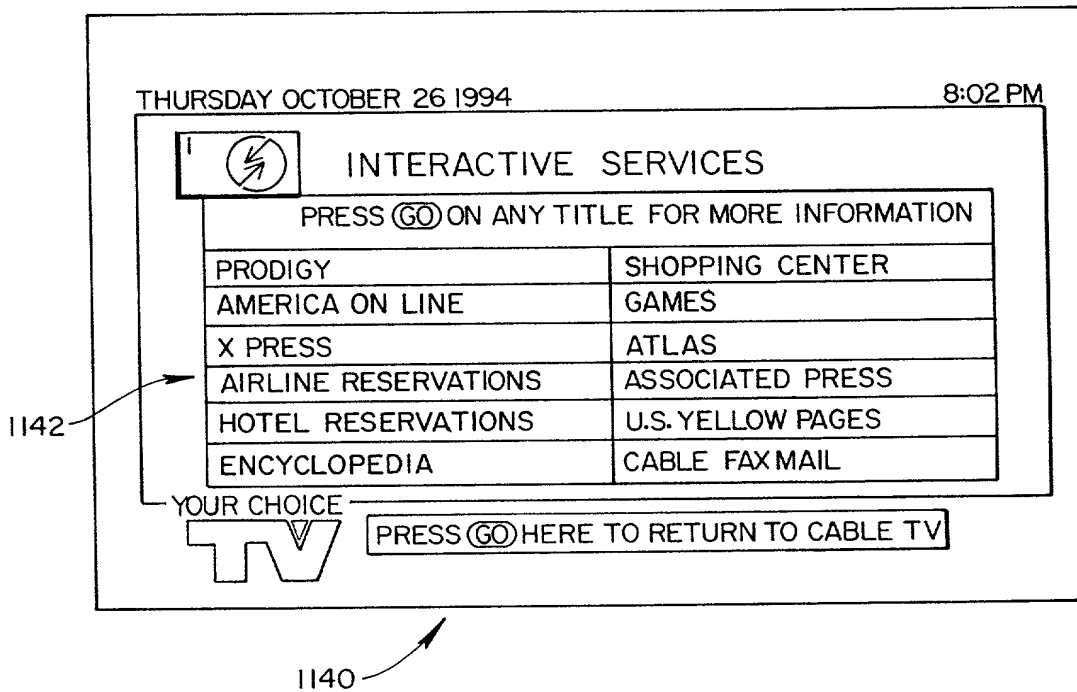 THURSDAY OCTOBER 26 1994 8:02 PM
1
INTERACTIVE SERVICES
PRESS GO ON ANY TITLE FOR MORE INFORMATION
PRODIGY SHOPPING CENTER
AMERICA ON LINE GAMES
X PRESS ATLAS
AIRLINE RESERVATIONS ASSOCIATED PRESS
HOTEL RESERVATIONS U.S. YELLOW PAGES
ENCYCLOPEDIA CABLE FAXMAIL
1142
YOUR CHOICE
TV
PRESS GO HERE TO RETURN TO CABLE TV
1140